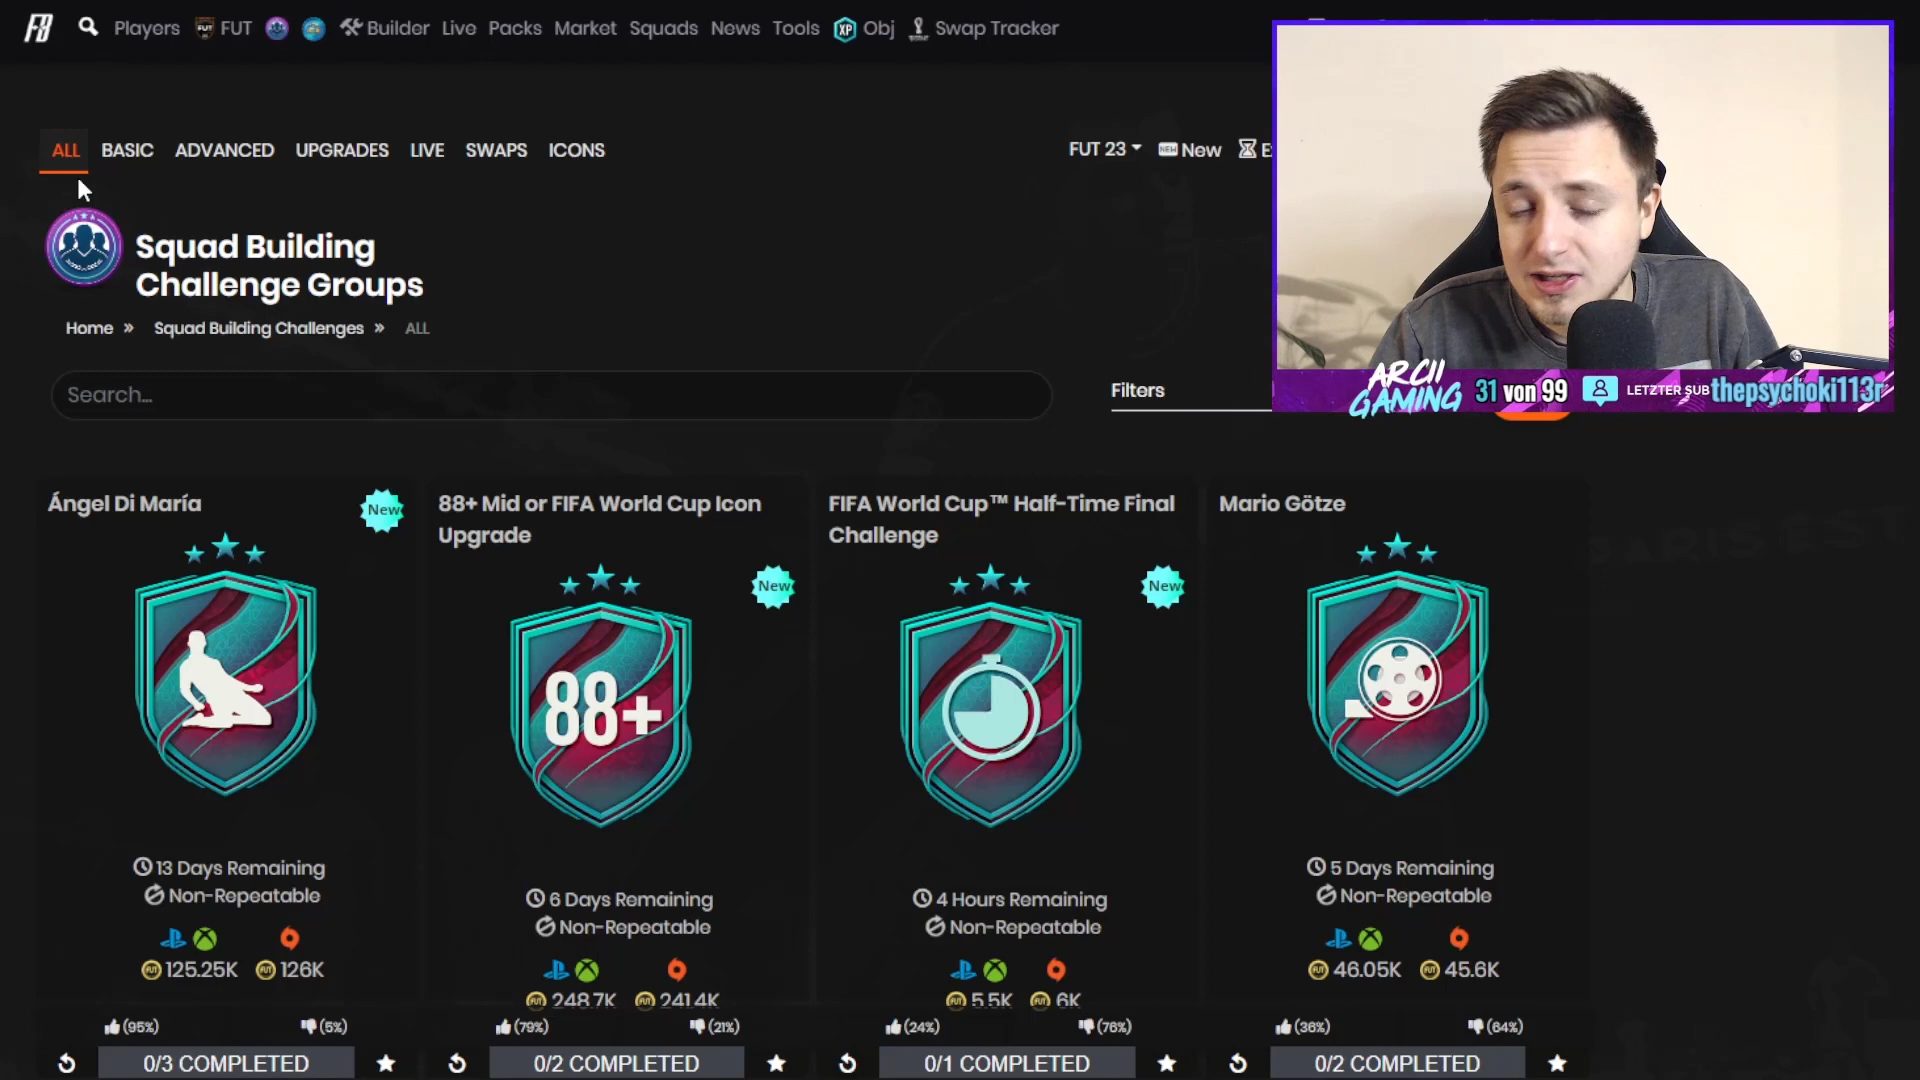 Players FUT Builder Live Packs Market Squads News Tools XP Obj Swap Tracker
ALL BASIC ADVANCED UPGRADES LIVE SWAPS ICONS
FUT 23 NEW New E
Squad Building
Challenge Groups
Home » Squad Building Challenges » ALL
Search...
Filters
ARCII
GAMING
31 von 99
LETZTER SUB thepsychoki113r
Ángel Di María
New
88+ Mid or FIFA World Cup Icon
Upgrade
New
88+
FIFA World Cup™ Half-Time Final
Challenge
New
Mario Götze
13 Days Remaining
Non-Repeatable
125.25K 126K
(95%) (5%)
0/3 COMPLETED
6 Days Remaining
Non-Repeatable
248.7K 241.4K
(79%) (21%)
0/2 COMPLETED
4 Hours Remaining
Non-Repeatable
5.5K 6K
(24%) (76%)
0/1 COMPLETED
5 Days Remaining
Non-Repeatable
46.05K 45.6K
(36%) (64%)
0/2 COMPLETED